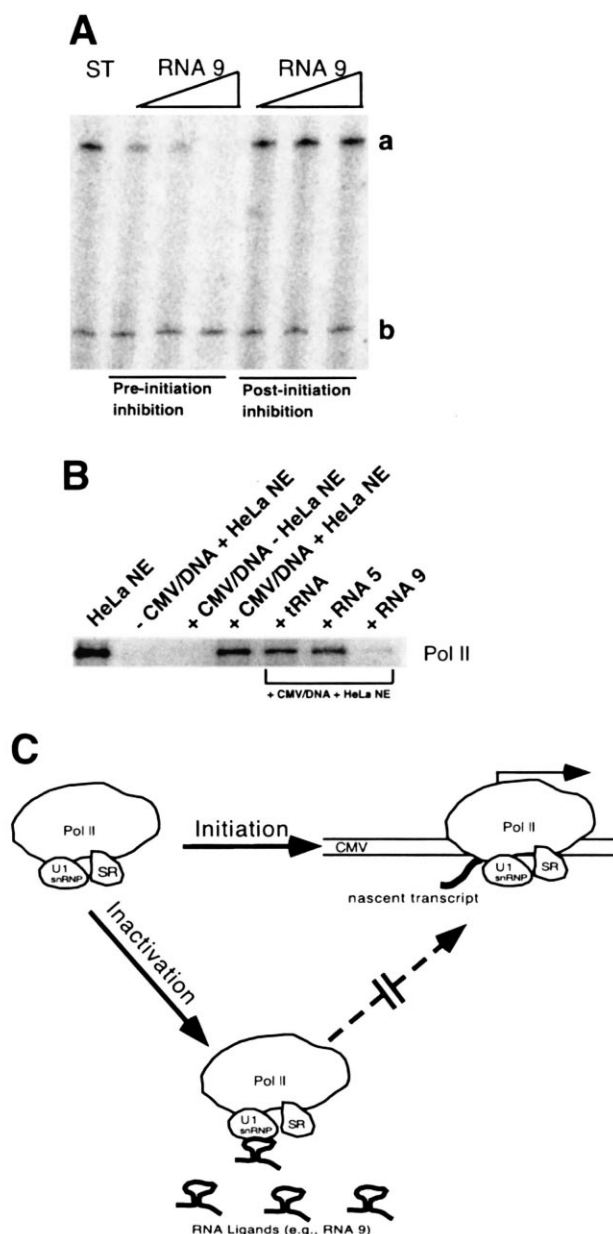 A
ST RNA 9 RNA 9
a
b
Pre-initiation
inhibition
Post-initiation
inhibition
B
HeLa NE
- CMV/DNA + HeLa NE
+ CMV/DNA - HeLa NE
+ CMV/DNA + HeLa NE
+ tRNA
+ RNA 5
+ RNA 9
Pol II
+ CMV/DNA + HeLa NE
C
Pol II
U1
snRNP
SR
Initiation
CMV
Pol II
U1
snRNP
SR
nascent transcript
Inactivation
Pol II
U1
snRNP
SR
RNA Ligands (e.g., RNA 9)